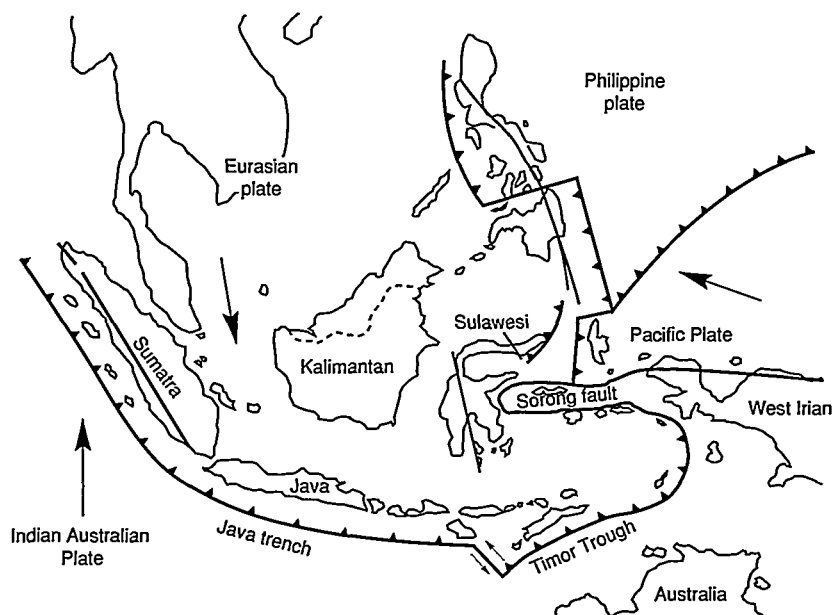 Philippine
plate
Eurasian
plate
Sulawesi
Pacific Plate
Sumatra
Kalimantan
Sorong fault
West Irian
Java
Indian Australian
Plate
Java trench
Timor Trough
Australia